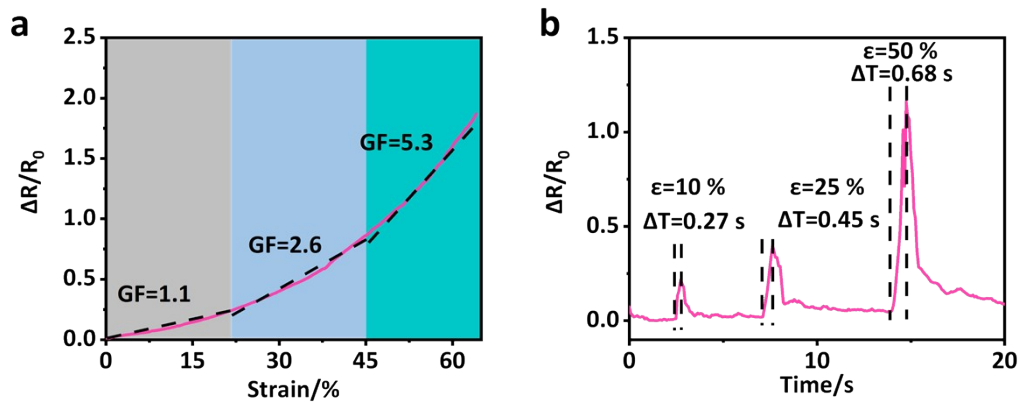 a
2.5
2.0
1.5
1.0
0.5
0.0
ΔR/R0
GF=1.1
GF=2.6
GF=5.3
0 15 30 45 60
Strain/%
b
1.5
1.0
0.5
0.0
ΔR/R0
ε=10 %
ΔT=0.27 s
ε=25 %
ΔT=0.45 s
ε=50 %
ΔT=0.68 s
0 10 20
Time/s